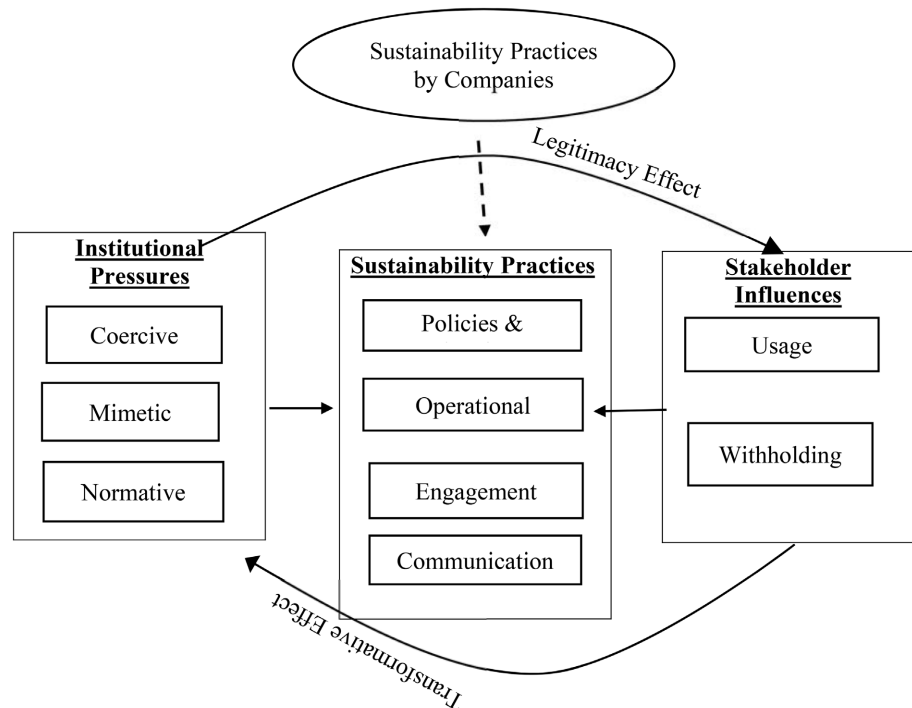 Sustainability Practices
by Companies
Legitimacy Effect
Institutional
Pressures
Coercive
Mimetic
Normative
Sustainability Practices
Policies &
Operational
Engagement
Communication
Stakeholder
Influences
Usage
Withholding
Transformative Effect